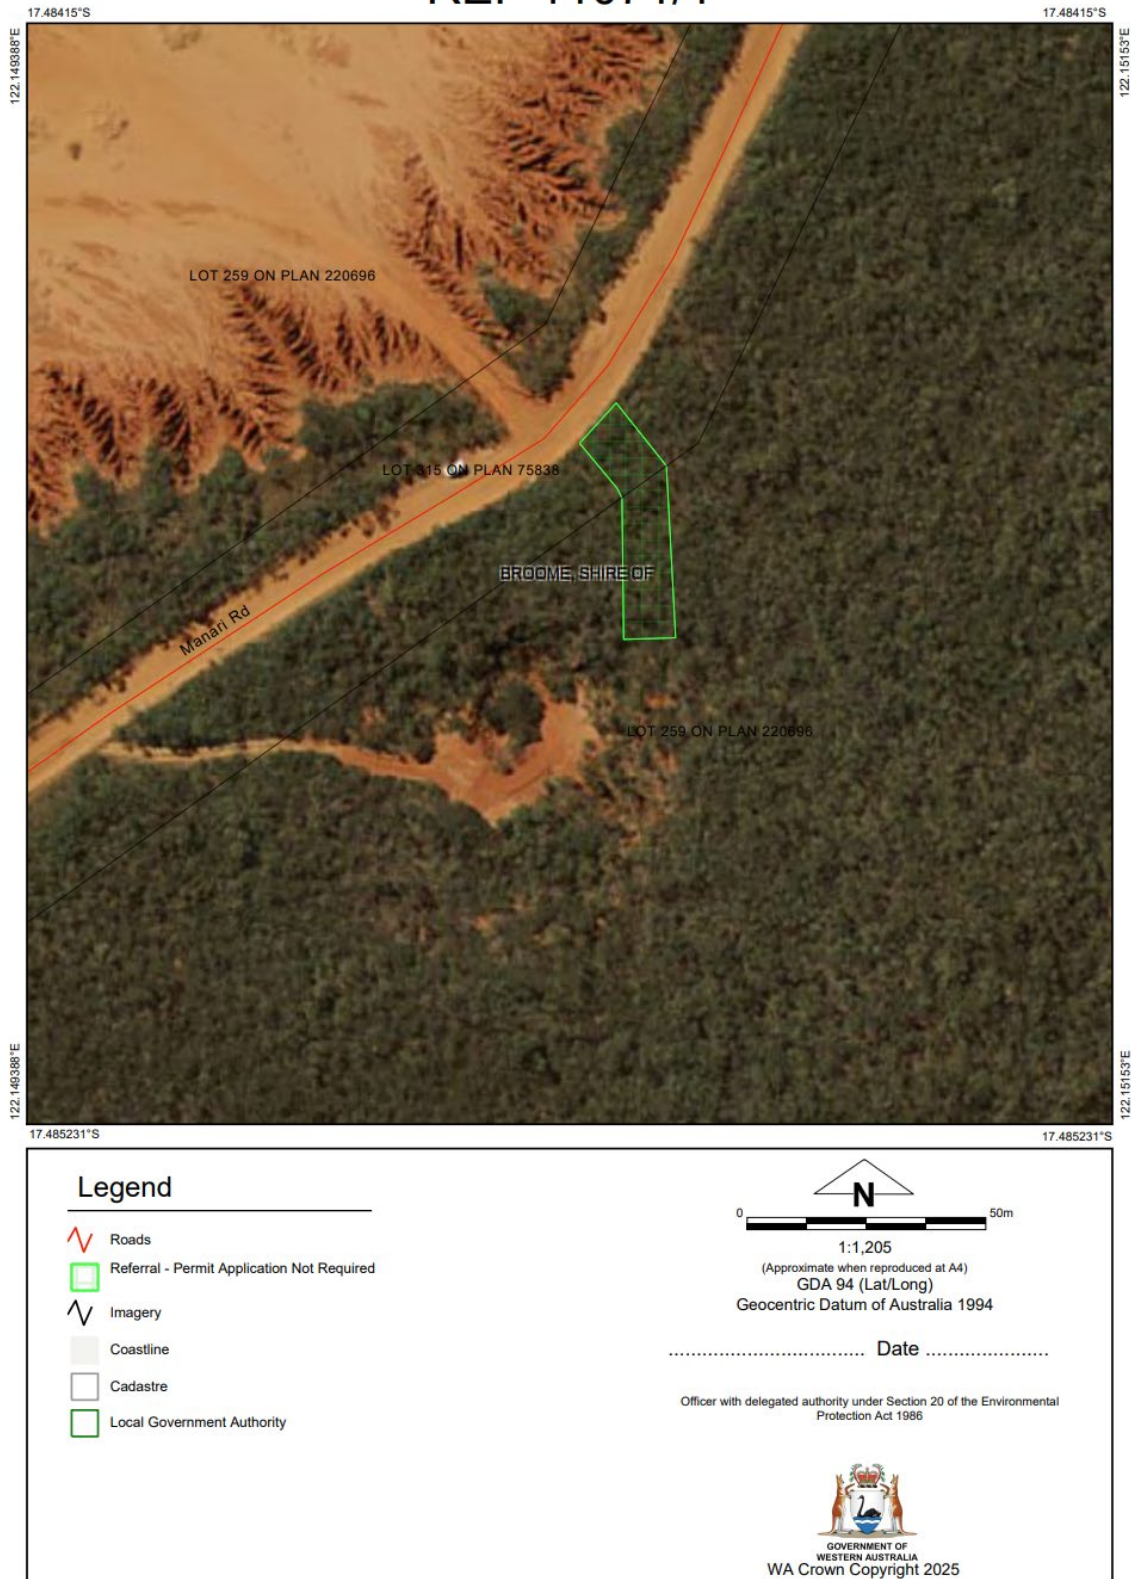 17.48415°S
17.48415°S
122.149388°E
122.15153°E
LOT 259 ON PLAN 220696
LOT 315 ON PLAN 75838
BROOME, SHIRE OF
Manari Rd
LOT 259 ON PLAN 220696
122.149388°E
122.15153°E
17.485231°S
17.485231°S
Legend
Roads
Referral - Permit Application Not Required
Imagery
Coastline
Cadastre
Local Government Authority
N
0
50m
1:1,205
(Approximate when reproduced at A4)
GDA 94 (Lat/Long)
Geocentric Datum of Australia 1994
.................................. Date .....................
Officer with delegated authority under Section 20 of the Environmental
Protection Act 1986
GOVERNMENT OF
WESTERN AUSTRALIA
WA Crown Copyright 2025